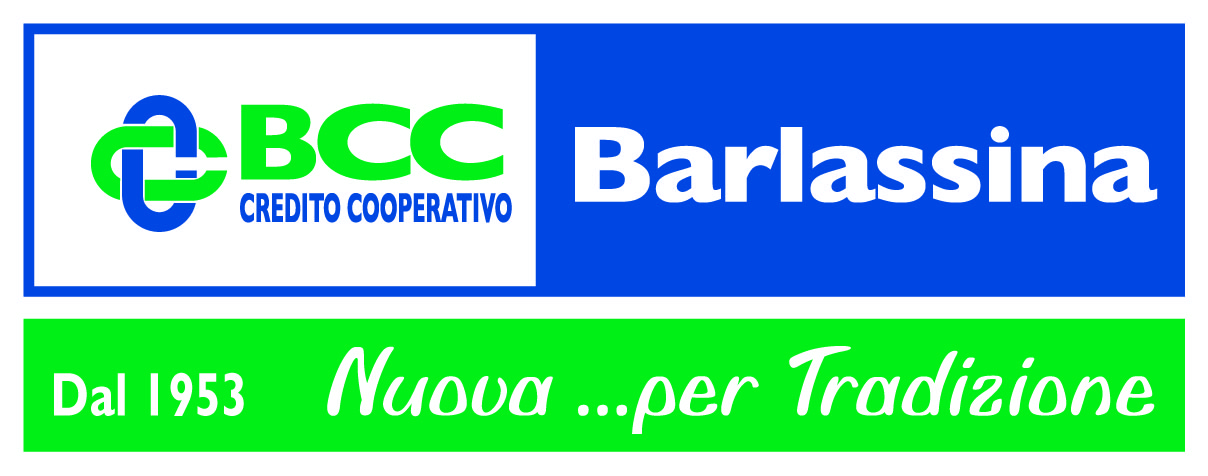 BCC
CREDITO COOPERATIVO
Barlassina
Dal 1953 Nuova ...per Tradizione